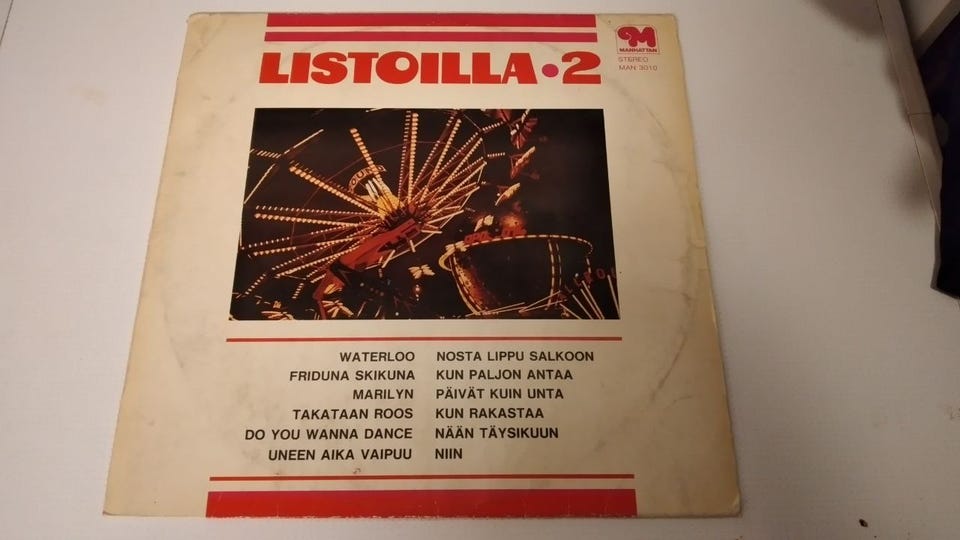 LISTOILLA•2
M
MANHATTAN
STEREO
MAN 3010
WATERLOO
FRIDUNA SKIKUNA
MARILYN
TAKATAAN ROOS
DO YOU WANNA DANCE
UNEEN AIKA VAIPUU
NOSTA LIPPU SALKOON
KUN PALJON ANTAA
PÄIVÄT KUIN UNTA
KUN RAKASTAA
NÄÄN TÄYSIKUUN
NIIN